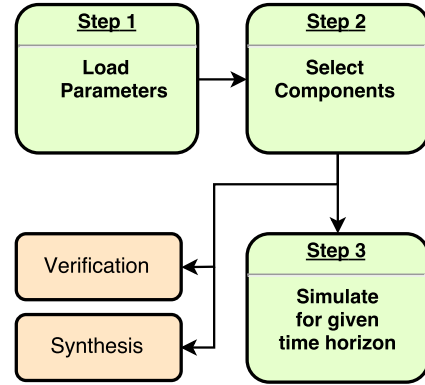 Step 1
Load
Parameters
Step 2
Select
Components
Verification
Synthesis
Step 3
Simulate
for given
time horizon